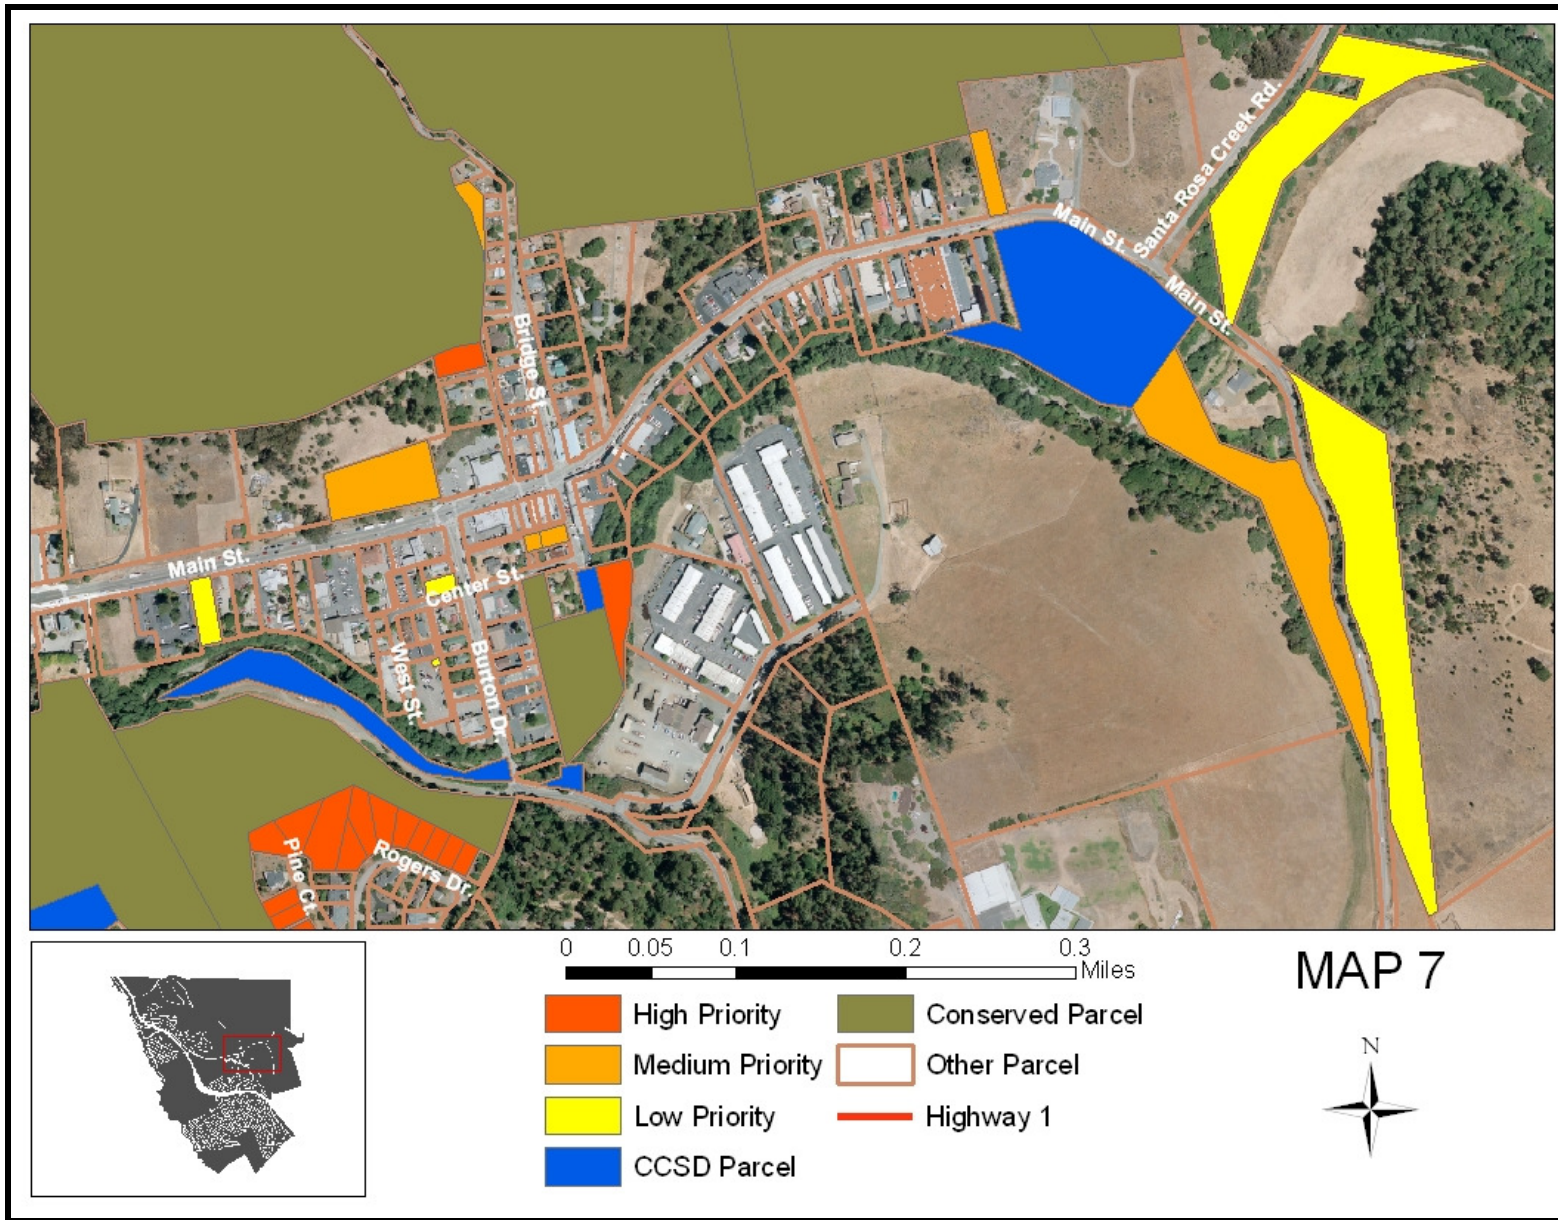 Santa Rosa Creek Rd.
Main St.
Main St.
Bridge St.
Main St.
Center St.
West St.
Burton Dr.
Pine Ct.
Rogers Dr.
0 0.05 0.1 0.2 0.3
Miles
MAP 7
High Priority
Conserved Parcel
Medium Priority
Other Parcel
Low Priority
Highway 1
CCSD Parcel
N